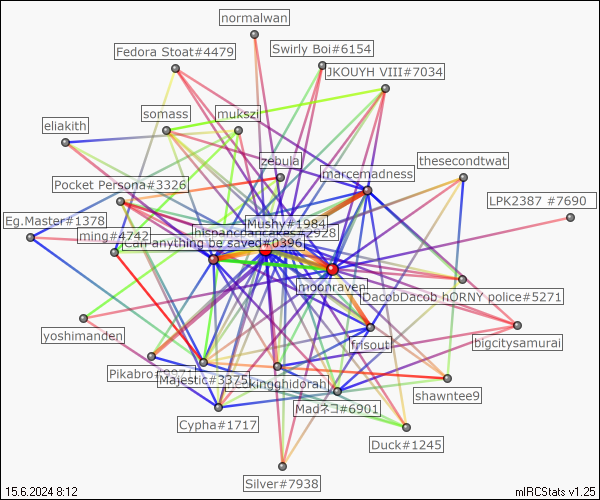 normalwan
Swirly Boi#6154
Fedora Stoat#4479
JKOUYH VIII#7034
somass
mukszi
eliakith
zebula
thesecondtwat
marcemadness
Pocket Persona#3326
LPK2387 #7690
Eg.Master#1378
Mushy#1984
ming#4742
Can anything be saved#0396
moonraven
DacobDacob hORNY police#5271
yoshimanden
frisout
bigcitysamurai
Pikabro
Majestic#3375
kingghidorah
shawntee9
Madネコ#6901
Cypha#1717
Duck#1245
Silver#7938
15.6.2024 8:12
mIRCStats v1.25